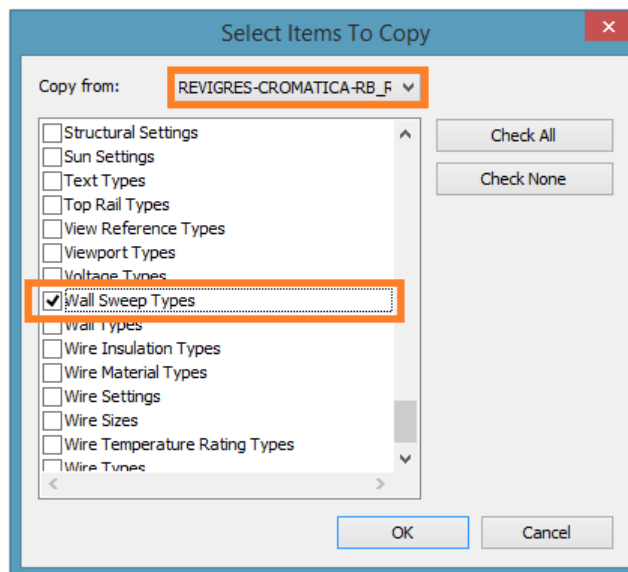 Select Items To Copy
Copy from:
REVIGRES-CROMATICA-RB_R
Check All
Check None
Structural Settings
Sun Settings
Text Types
Top Rail Types
View Reference Types
Viewport Types
Voltage Types
Wall Sweep Types
Wall Types
Wire Insulation Types
Wire Material Types
Wire Settings
Wire Sizes
Wire Temperature Rating Types
Wire Types
OK
Cancel